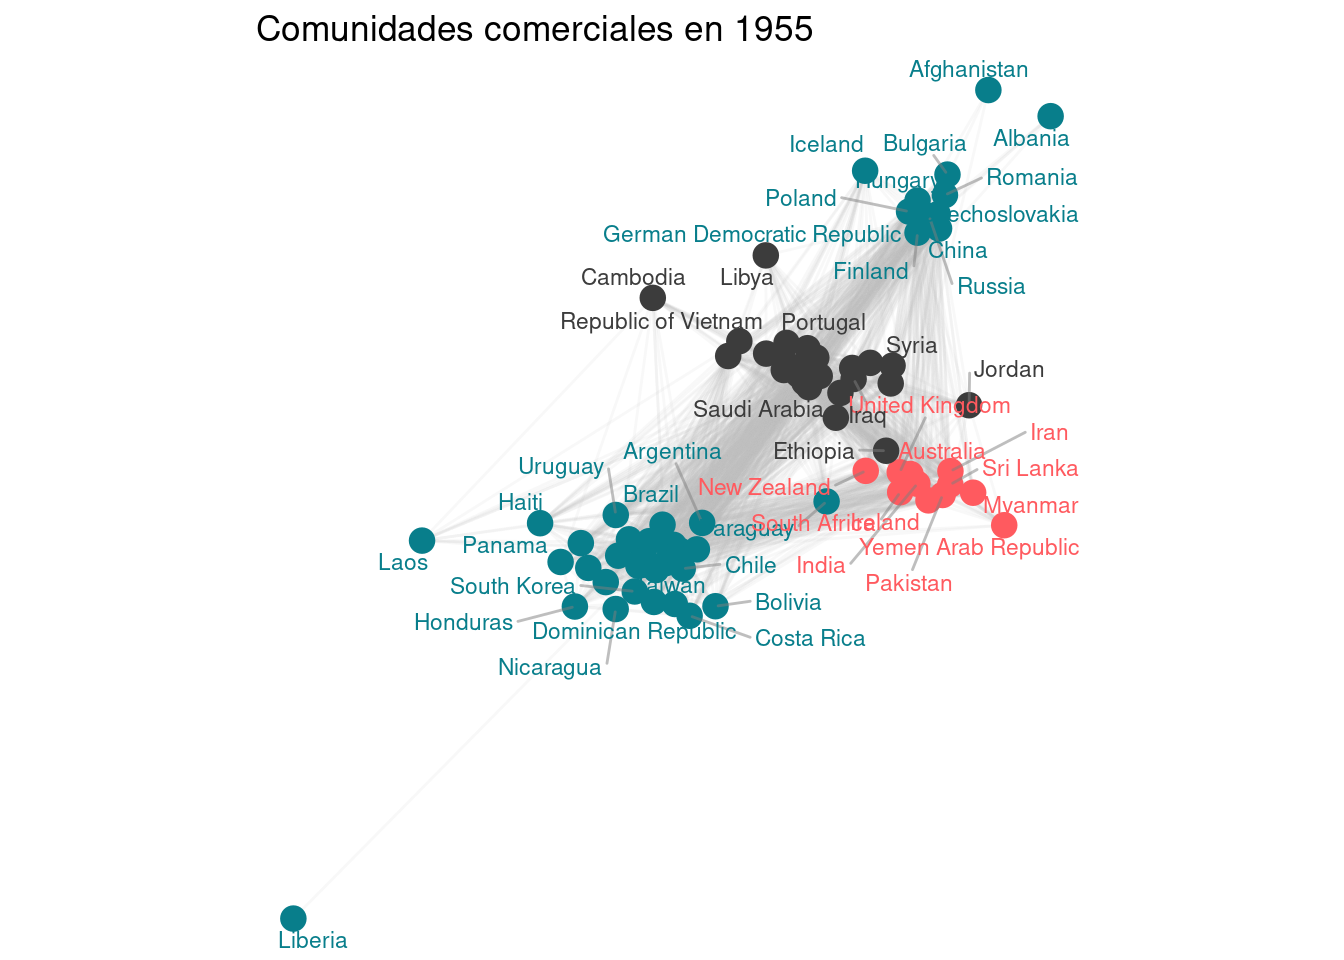 Comunidades comerciales en 1955
Afghanistan
Albania
Iceland
Bulgaria
Hungary
Romania
Poland
echoslovakia
German Democratic Republic
China
Finland
Russia
Libya
Cambodia
Republic of Vietnam
Portugal
Syria
Jordan
Saudi Arabia
Iraq
United Kingdom
Iran
Ethiopia
Australia
Sri Lanka
Argentina
Uruguay
New Zealand
Brazil
Haiti
Myanmar
South Africa
Ireland
araguay
Panama
Yemen Arab Republic
Laos
Chile
India
Pakistan
South Korea
aiwan
Bolivia
Honduras
Dominican Republic
Costa Rica
Nicaragua
Liberia